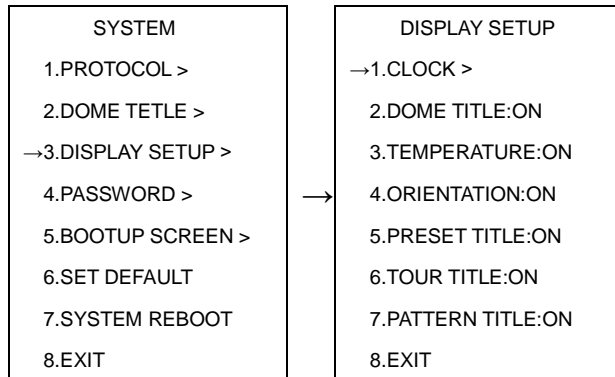 SYSTEM
1.PROTOCOL >
2.DOME TETLE >
→3.DISPLAY SETUP >
4.PASSWORD >
5.BOOTUP SCREEN >
6.SET DEFAULT
7.SYSTEM REBOOT
8.EXIT
→
DISPLAY SETUP
→1.CLOCK >
2.DOME TITLE:ON
3.TEMPERATURE:ON
4.ORIENTATION:ON
5.PRESET TITLE:ON
6.TOUR TITLE:ON
7.PATTERN TITLE:ON
8.EXIT